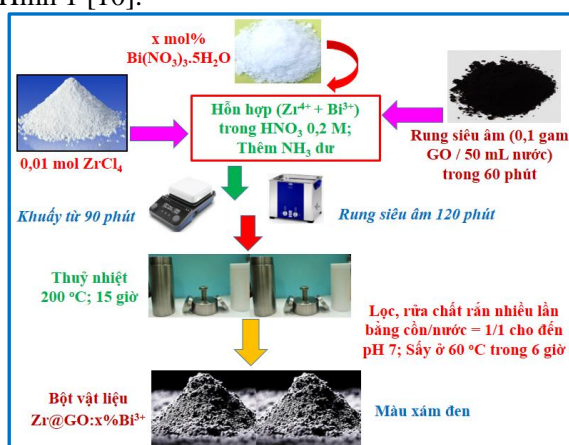 Hình 1 [10].
x mol%
Bi(NO₃)₃.5H₂O
0,01 mol ZrCl₄
Hỗn hợp (Zr⁴⁺ + Bi³⁺)
trong HNO₃ 0,2 M;
Thêm NH₃ dư
Rung siêu âm (0,1 gam
GO / 50 mL nước)
trong 60 phút
Khuấy từ 90 phút
Rung siêu âm 120 phút
Thuỷ nhiệt
200 °C; 15 giờ
Lọc, rửa chất rắn nhiều lần
bằng cồn/nước = 1/1 cho đến
pH 7; Sấy ở 60 °C trong 6 giờ
Bột vật liệu
Zr@GO:x%Bi³⁺
Màu xám đen